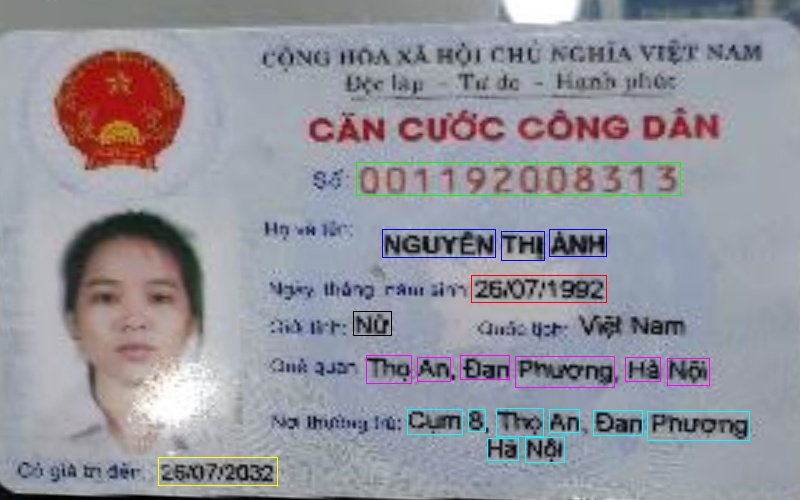 CỘNG HÒA XÃ HỘI CHỦ NGHĨA VIỆT NAM
Độc lập - Tự do - Hạnh phúc
CĂN CƯỚC CÔNG DÂN
Số: 001192008313
Họ và tên: NGUYỄN THỊ ÁNH
Ngày, tháng, năm sinh: 26/07/1992
Giới tính: Nữ Quốc tịch: Việt Nam
Quê quán: Thọ An, Đan Phượng, Hà Nội
Nơi thường trú: Cụm 8, Thọ An, Đan Phượng
Hà Nội
Có giá trị đến: 26/07/2032